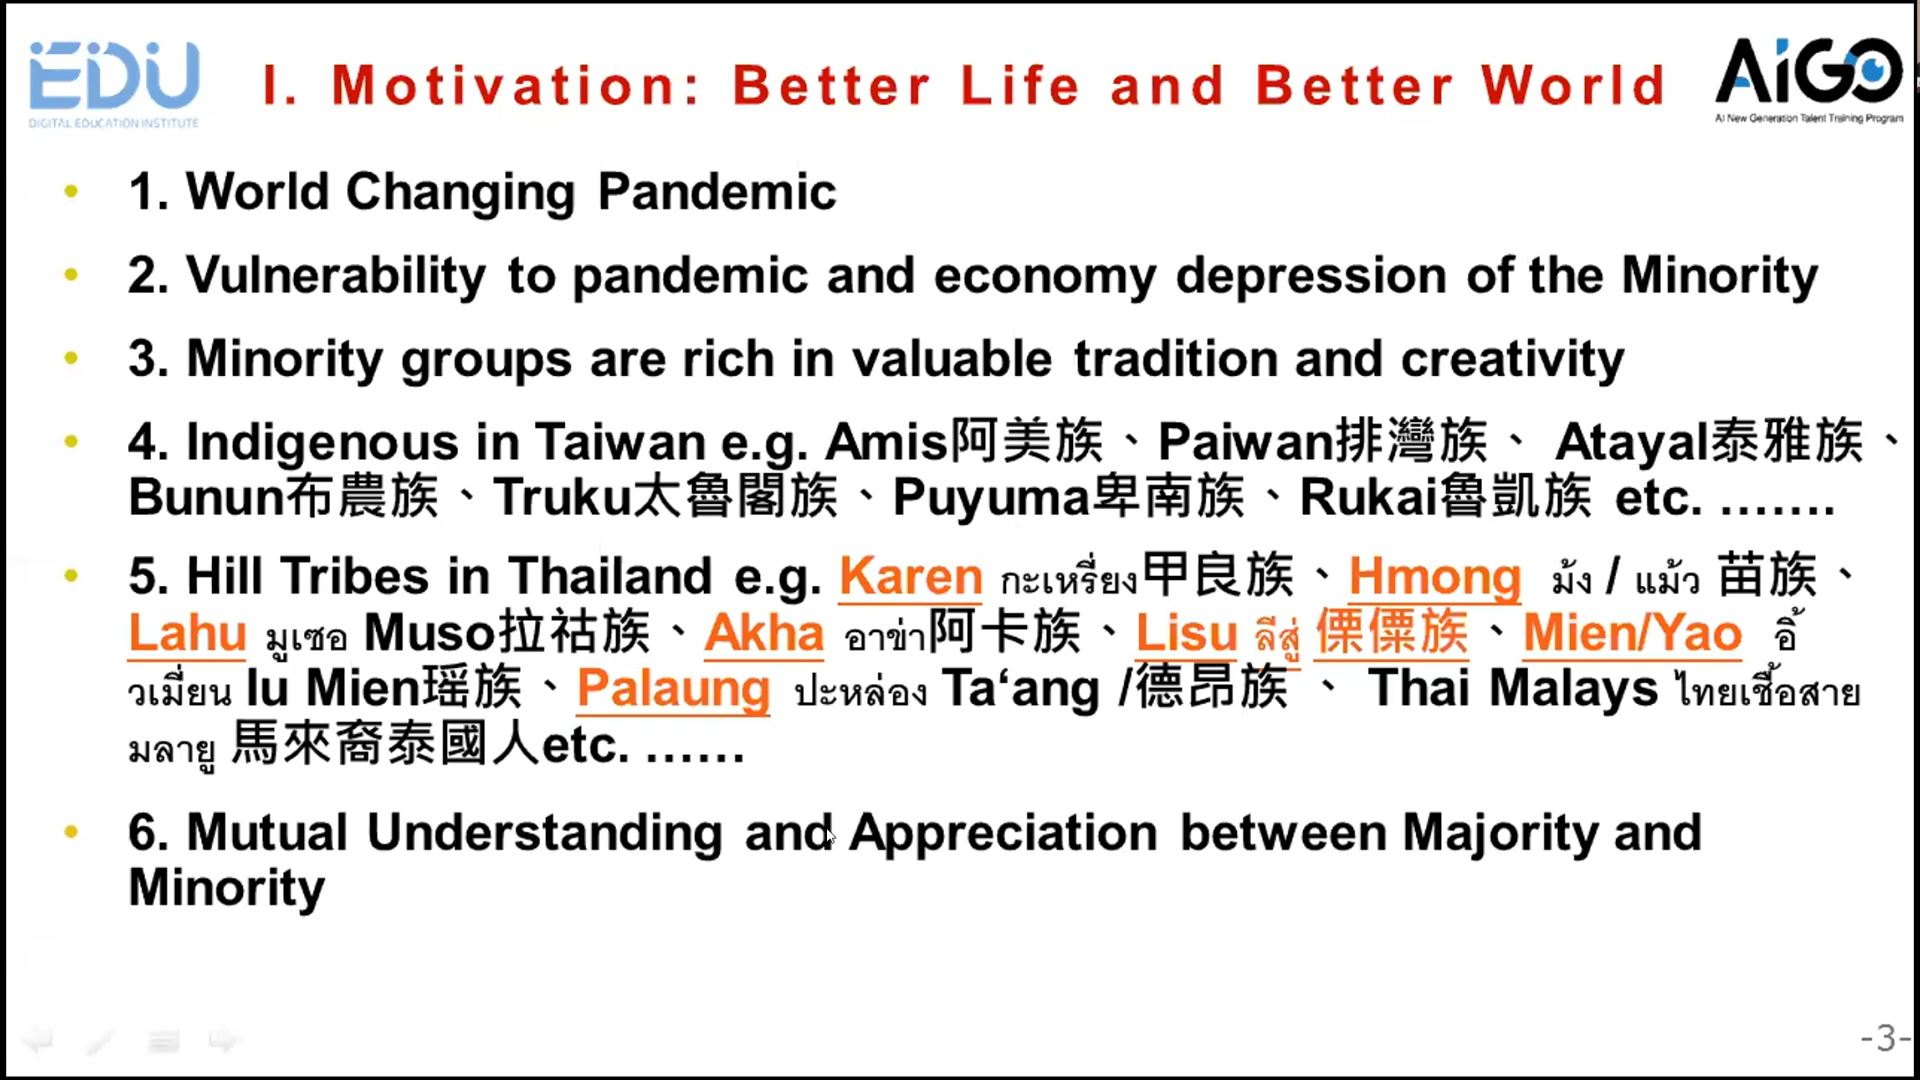 iEDU
DIGITAL EDUCATION INSTITUTE
I. Motivation: Better Life and Better World
AiGO
AI New Generation Talent Training Program
• 1. World Changing Pandemic
• 2. Vulnerability to pandemic and economy depression of the Minority
• 3. Minority groups are rich in valuable tradition and creativity
• 4. Indigenous in Taiwan e.g. Amis阿美族、Paiwan排灣族、 Atayal泰雅族、
Bunun布農族、Truku太魯閣族、Puyuma卑南族、Rukai魯凱族 etc. …….
• 5. Hill Tribes in Thailand e.g. Karen กะเหรี่ยง甲良族、Hmong ม้ง / แม้ว 苗族、
Lahu มูเซอ Muso拉祜族、Akha อาข่า阿卡族、Lisu ลีสู่ 傈僳族、Mien/Yao อิ้
วเมี่ยน Iu Mien瑶族、Palaung ปะหล่อง Ta‘ang /德昂族 、 Thai Malays ไทยเชื้อสาย
มลายู 馬來裔泰國人etc. ……
• 6. Mutual Understanding and Appreciation between Majority and
Minority
-3-